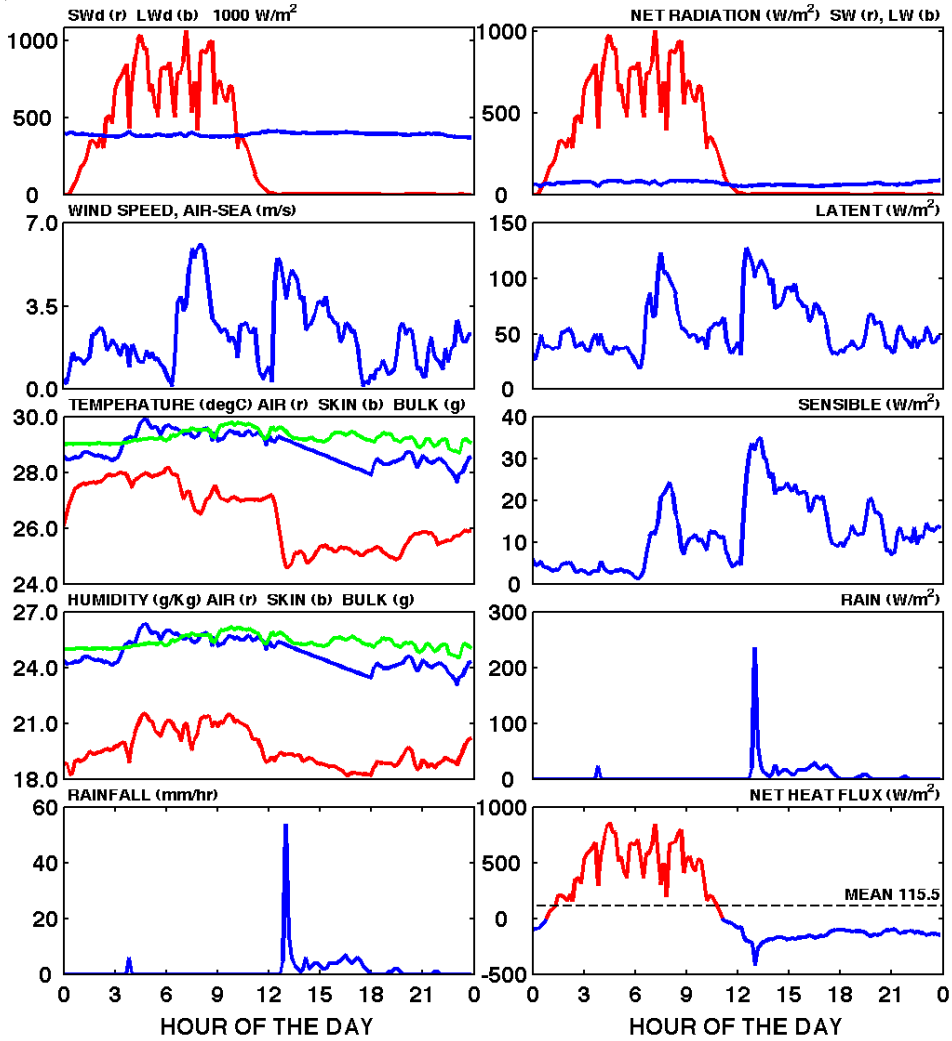 SWd (r) LWd (b) 1000 W/m²
NET RADIATION (W/m²) SW (r), LW (b)
1000
500
0
1000
500
0
WIND SPEED, AIR-SEA (m/s)
LATENT (W/m²)
7.0
3.5
0.0
150
100
50
0
TEMPERATURE (degC) AIR (r) SKIN (b) BULK (g)
SENSIBLE (W/m²)
30.0
28.0
26.0
24.0
40
30
20
10
0
HUMIDITY (g/Kg) AIR (r) SKIN (b) BULK (g)
RAIN (W/m²)
27.0
24.0
21.0
18.0
300
200
100
0
RAINFALL (mm/hr)
NET HEAT FLUX (W/m²)
60
40
20
0
1000
500
0
-500
MEAN 115.5
0 3 6 9 12 15 18 21 0
0 3 6 9 12 15 18 21 0
HOUR OF THE DAY
HOUR OF THE DAY